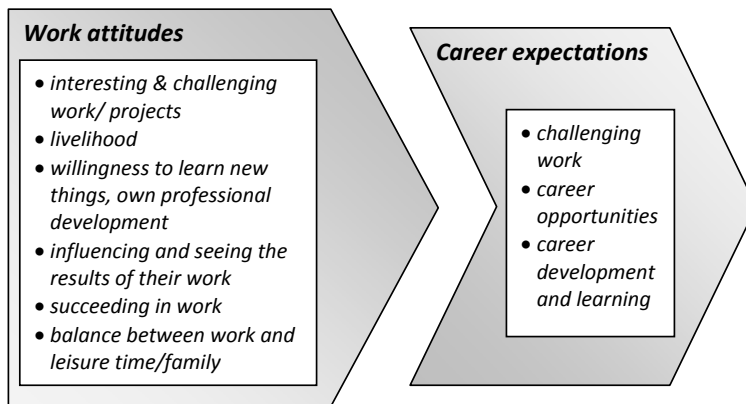 Work attitudes
• interesting & challenging
work/ projects
• livelihood
• willingness to learn new
things, own professional
development
• influencing and seeing the
results of their work
• succeeding in work
• balance between work and
leisure time/family
Career expectations
• challenging
work
• career
opportunities
• career
development
and learning